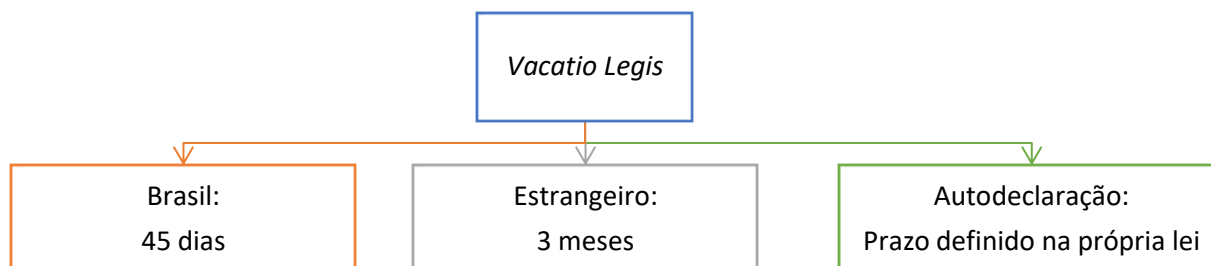 Vacatio Legis
Brasil:
45 dias
Estrangeiro:
3 meses
Autodeclaração:
Prazo definido na própria lei